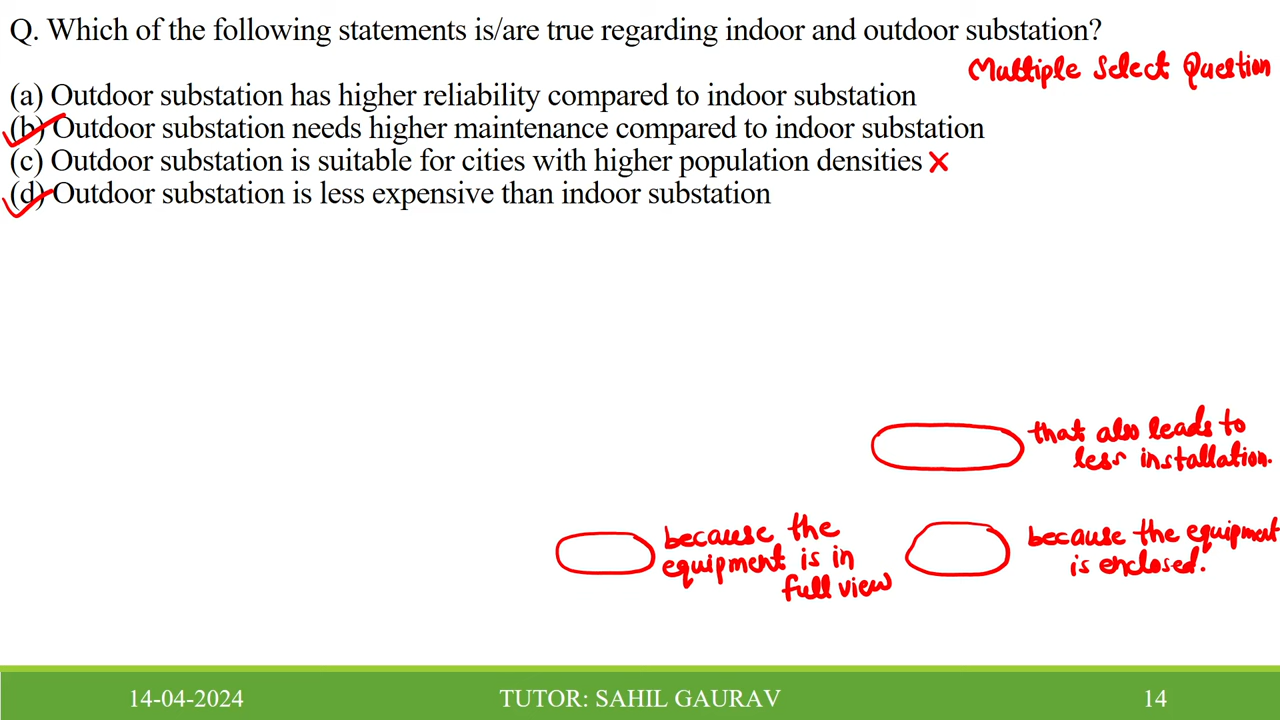 Q. Which of the following statements is/are true regarding indoor and outdoor substation?
Multiple Select Question
(a) Outdoor substation has higher reliability compared to indoor substation
(b) Outdoor substation needs higher maintenance compared to indoor substation
(c) Outdoor substation is suitable for cities with higher population densities ×
(d) Outdoor substation is less expensive than indoor substation
that also leads to
less installation.
because the
equipment is in
full view
because the equipment
is enclosed.
14-04-2024
TUTOR: SAHIL GAURAV
14